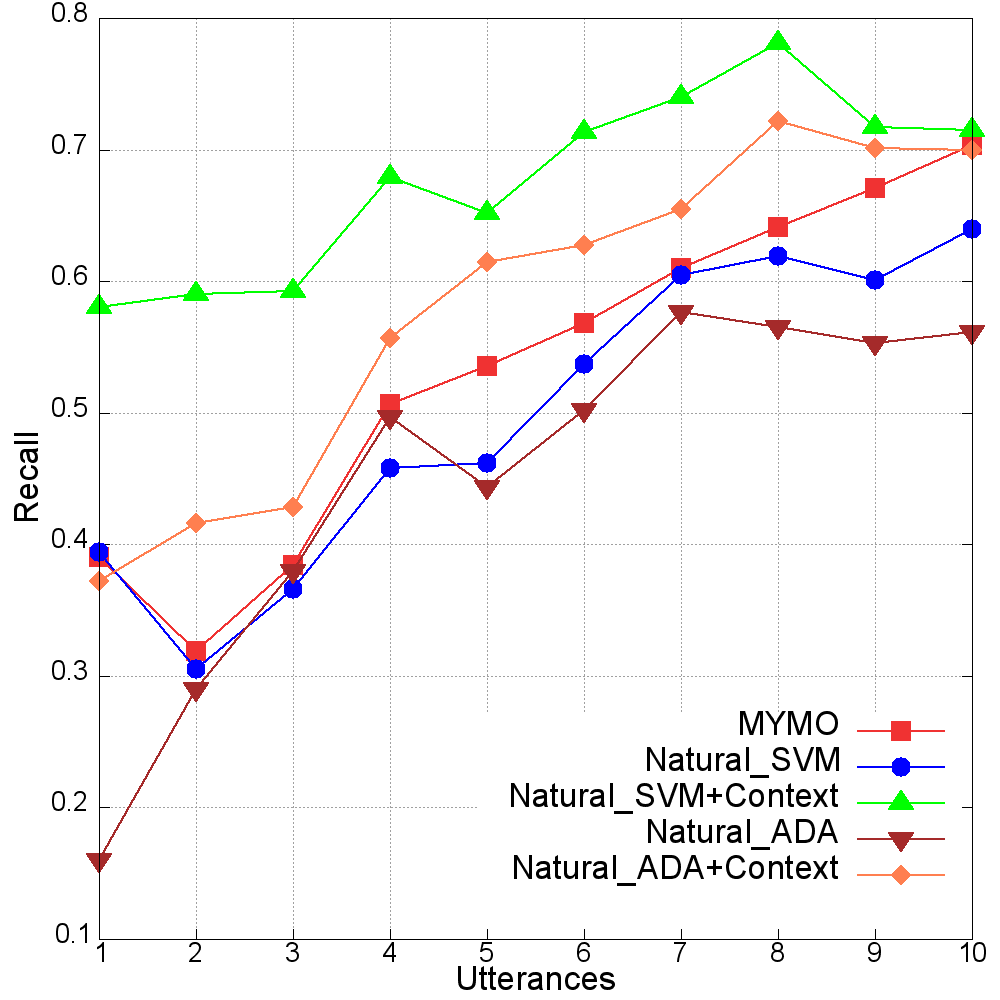 0.8
0.7
0.6
0.5
0.4
0.3
0.2
0.1
Recall
MYMO
Natural_SVM
Natural_SVM+Context
Natural_ADA
Natural_ADA+Context
1 2 3 4 5 6 7 8 9 10
Utterances